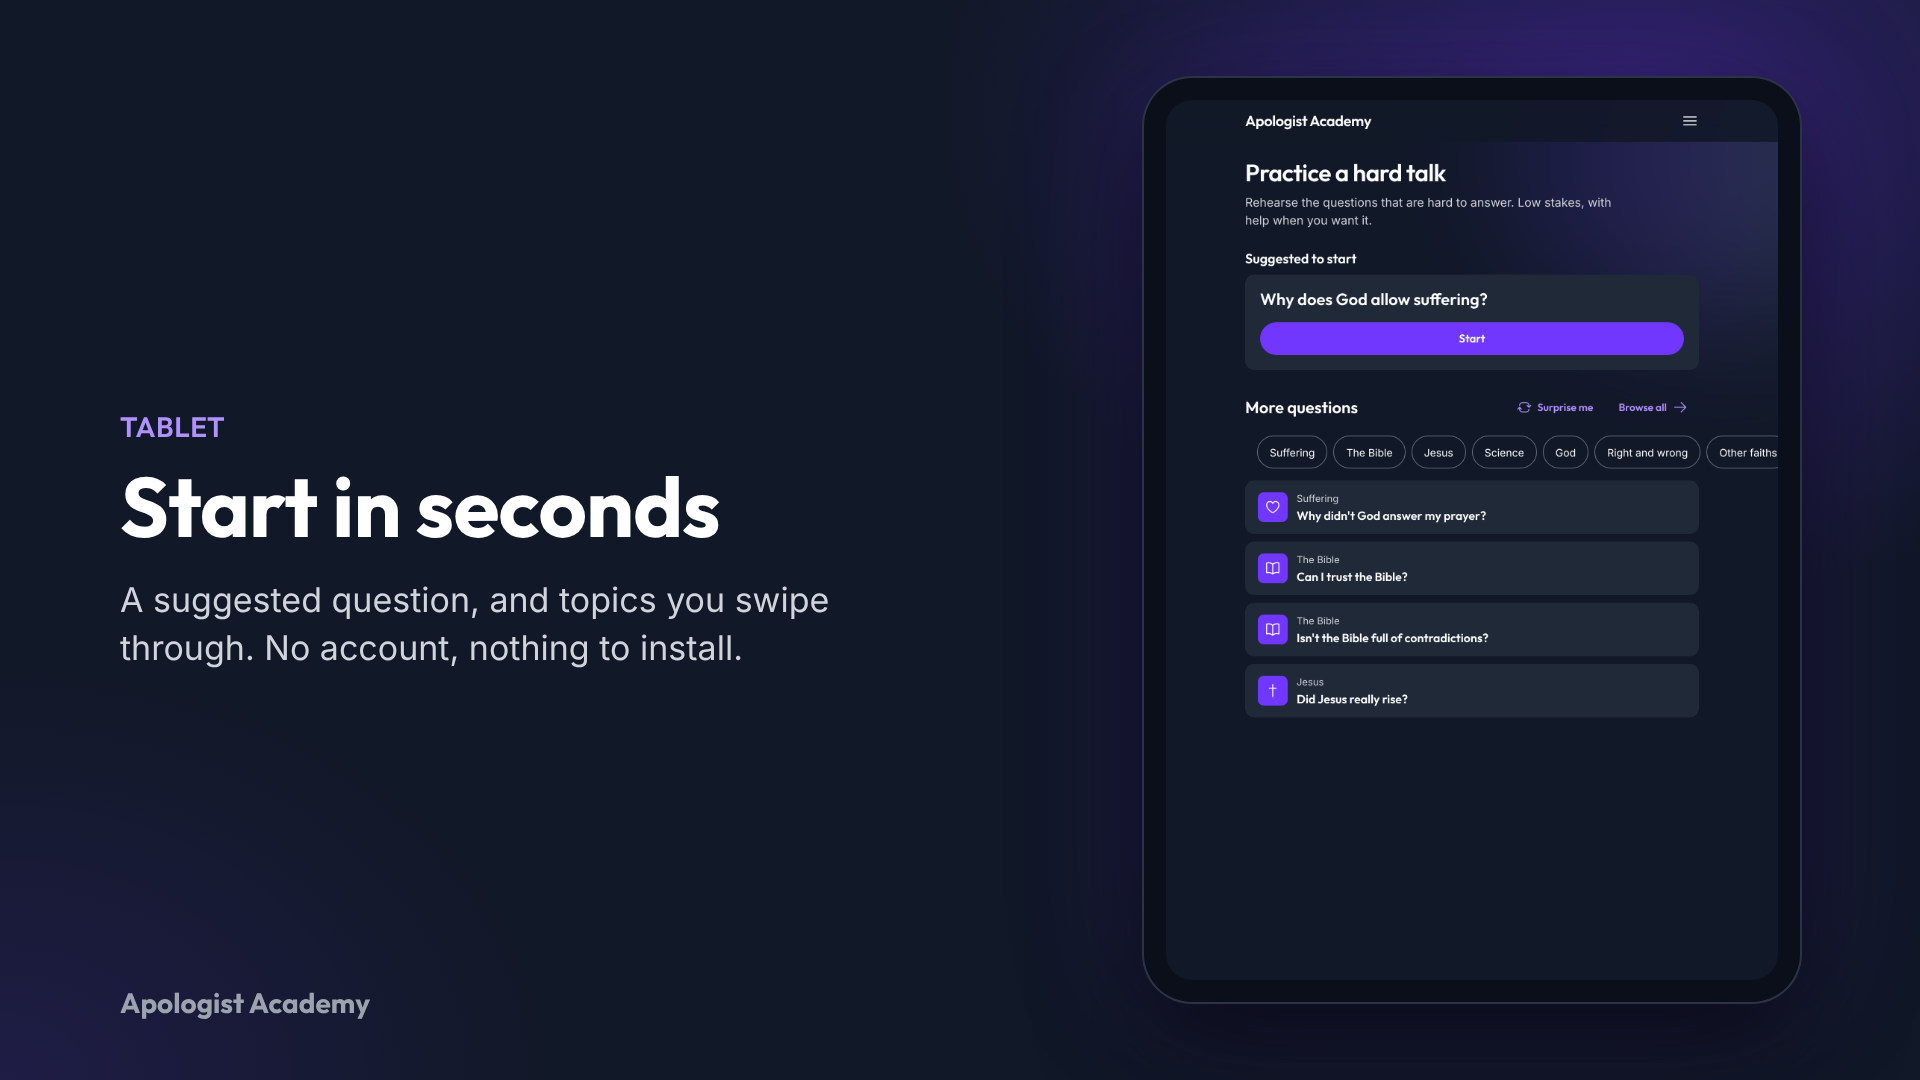 TABLET
Start in seconds
A suggested question, and topics you swipe
through. No account, nothing to install.
Apologist Academy
Apologist Academy
Practice a hard talk
Rehearse the questions that are hard to answer. Low stakes, with
help when you want it.
Suggested to start
Why does God allow suffering?
Start
More questions
Surprise me
Browse all
Suffering
The Bible
Jesus
Science
God
Right and wrong
Other faiths
Suffering
Why didn't God answer my prayer?
The Bible
Can I trust the Bible?
The Bible
Isn't the Bible full of contradictions?
Jesus
Did Jesus really rise?